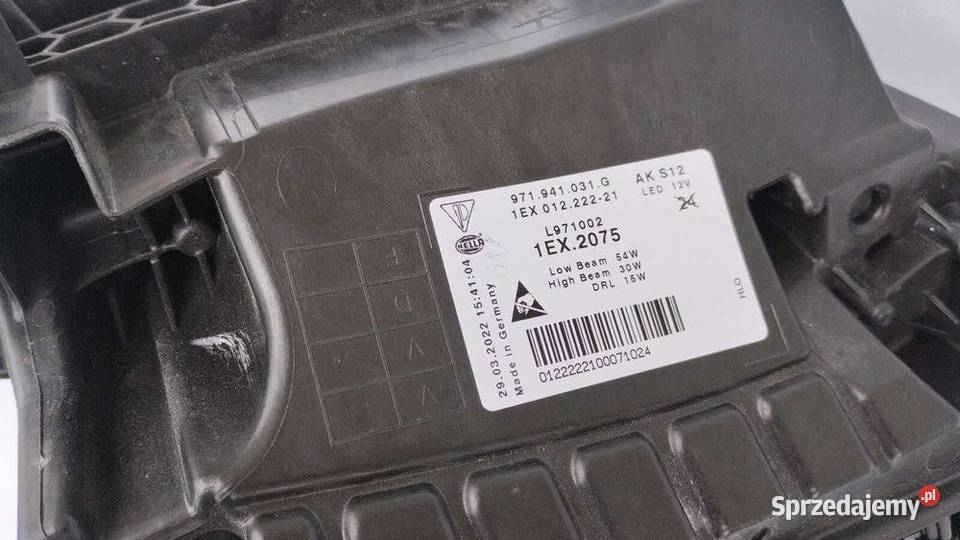 971.941.031.G
AK S12
1EX 012.222-21
LED 12V
24
L971002
1EX.2075
HELLA
Low Beam 54W
High Beam 30W
DRL 15W
29.03.2022 15:41:04
Made in Germany
HLO
0122222100071024
Sprzedajemy.pl